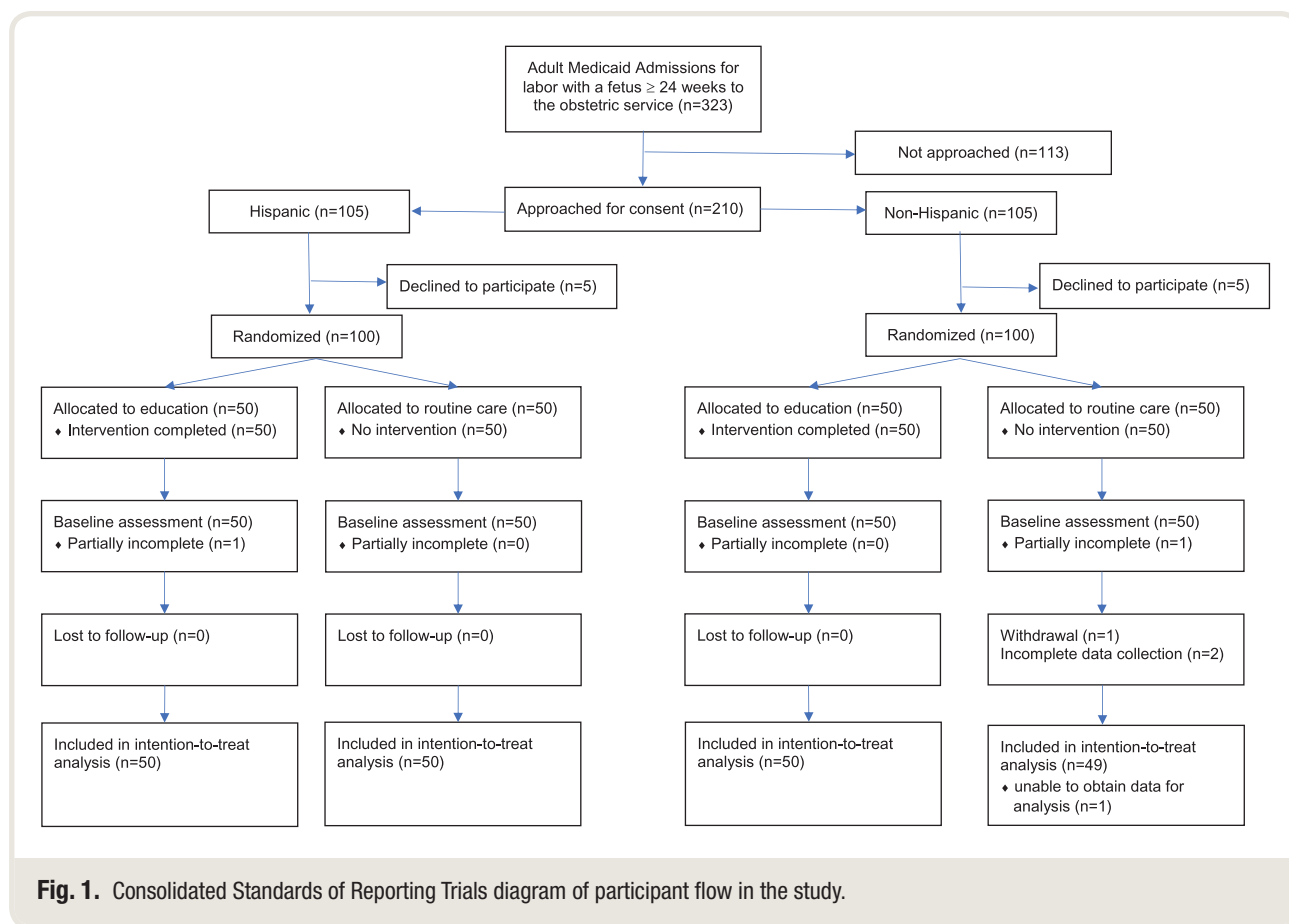 Adult Medicaid Admissions for
labor with a fetus ≥ 24 weeks to
the obstetric service (n=323)
Not approached (n=113)
Hispanic (n=105)
Approached for consent (n=210)
Non-Hispanic (n=105)
Declined to participate (n=5)
Declined to participate (n=5)
Randomized (n=100)
Randomized (n=100)
Allocated to education (n=50)
♦ Intervention completed (n=50)
Allocated to routine care (n=50)
♦ No intervention (n=50)
Allocated to education (n=50)
♦ Intervention completed (n=50)
Allocated to routine care (n=50)
♦ No intervention (n=50)
Baseline assessment (n=50)
♦ Partially incomplete (n=1)
Baseline assessment (n=50)
♦ Partially incomplete (n=0)
Baseline assessment (n=50)
♦ Partially incomplete (n=0)
Baseline assessment (n=50)
♦ Partially incomplete (n=1)
Lost to follow-up (n=0)
Lost to follow-up (n=0)
Lost to follow-up (n=0)
Withdrawal (n=1)
Incomplete data collection (n=2)
Included in intention-to-treat
analysis (n=50)
Included in intention-to-treat
analysis (n=50)
Included in intention-to-treat
analysis (n=50)
Included in intention-to-treat
analysis (n=49)
♦ unable to obtain data for
analysis (n=1)
Fig. 1. Consolidated Standards of Reporting Trials diagram of participant flow in the study.